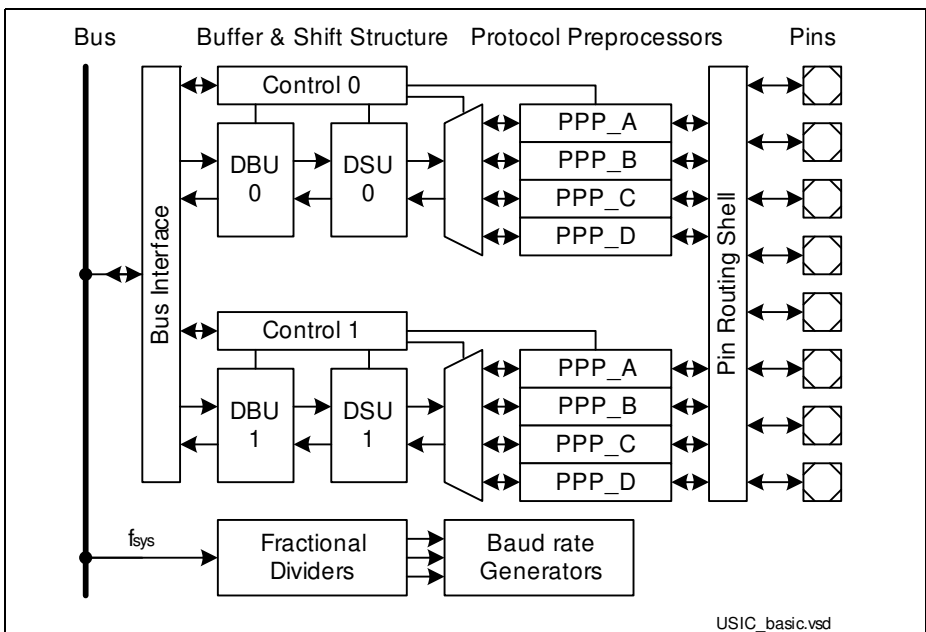 Bus Buffer & Shift Structure Protocol Preprocessors Pins
Control 0
DBU
0
DSU
0
PPP_A
PPP_B
PPP_C
PPP_D
Bus Interface
Pin Routing Shell
Control 1
DBU
1
DSU
1
PPP_A
PPP_B
PPP_C
PPP_D
fsys
Fractional
Dividers
Baud rate
Generators
USIC_basic.vsd